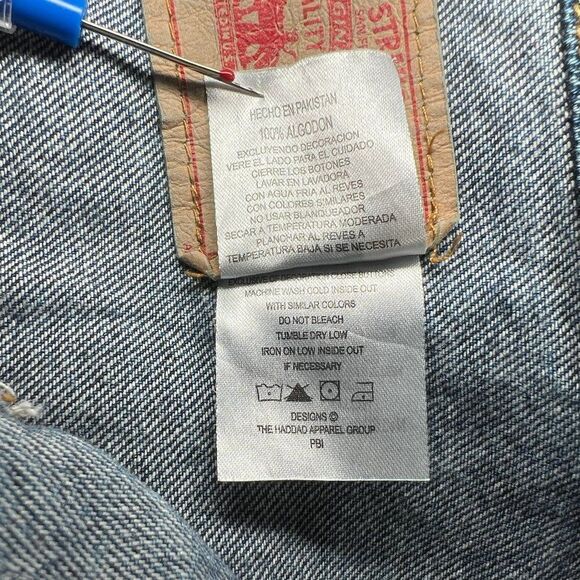 STR
QUALITY
HECHO EN PAKISTAN
100% ALGODON
EXCLUYENDO DECORACION
VERE EL LADO PARA EL CUIDADO
CIERRE LOS BOTONES
LAVAR EN LAVADORA
CON AGUA FRIA AL REVES
CON COLORES SIMILARES
NO USAR BLANQUEADOR
SECAR A TEMPERATURA MODERADA
PLANCHAR AL REVES A
TEMPERATURA BAJA SI SE NECESITA
MACHINE WASH COLD INSIDE OUT
WITH SIMILAR COLORS
DO NOT BLEACH
TUMBLE DRY LOW
IRON ON LOW INSIDE OUT
IF NECESSARY
DESIGNS ©
THE HADDAD APPAREL GROUP
PBI